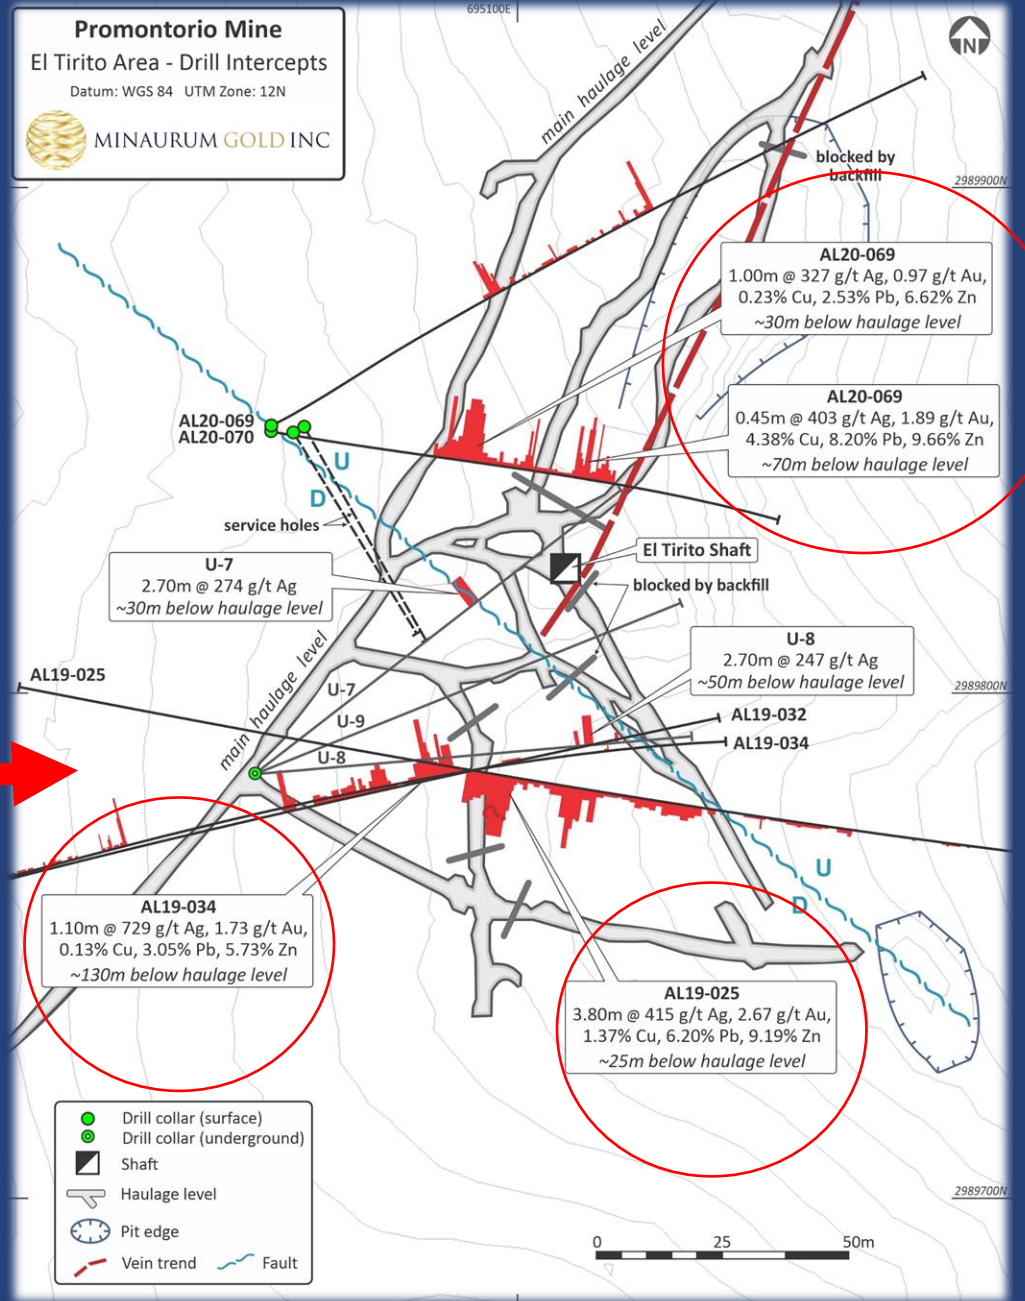 Promontorio Mine
El Tirito Area - Drill Intercepts
Datum: WGS 84 UTM Zone: 12N
MINAURUM GOLD INC
695100E
main haulage level
blocked by
backfill
2989900N
AL20-069
1.00m @ 327 g/t Ag, 0.97 g/t Au,
0.23% Cu, 2.53% Pb, 6.62% Zn
~30m below haulage level
AL20-069
0.45m @ 403 g/t Ag, 1.89 g/t Au,
4.38% Cu, 8.20% Pb, 9.66% Zn
~70m below haulage level
AL20-069
AL20-070
U
D
service holes
El Tirito Shaft
U-7
2.70m @ 274 g/t Ag
~30m below haulage level
blocked by backfill
U-8
2.70m @ 247 g/t Ag
~50m below haulage level
AL19-025
main haulage level
U-7
U-9
U-8
2989800N
AL19-032
AL19-034
U
D
AL19-034
1.10m @ 729 g/t Ag, 1.73 g/t Au,
0.13% Cu, 3.05% Pb, 5.73% Zn
~130m below haulage level
AL19-025
3.80m @ 415 g/t Ag, 2.67 g/t Au,
1.37% Cu, 6.20% Pb, 9.19% Zn
~25m below haulage level
Drill collar (surface)
Drill collar (underground)
Shaft
Haulage level
Pit edge
Vein trend
Fault
2989700N
0 25 50m
N